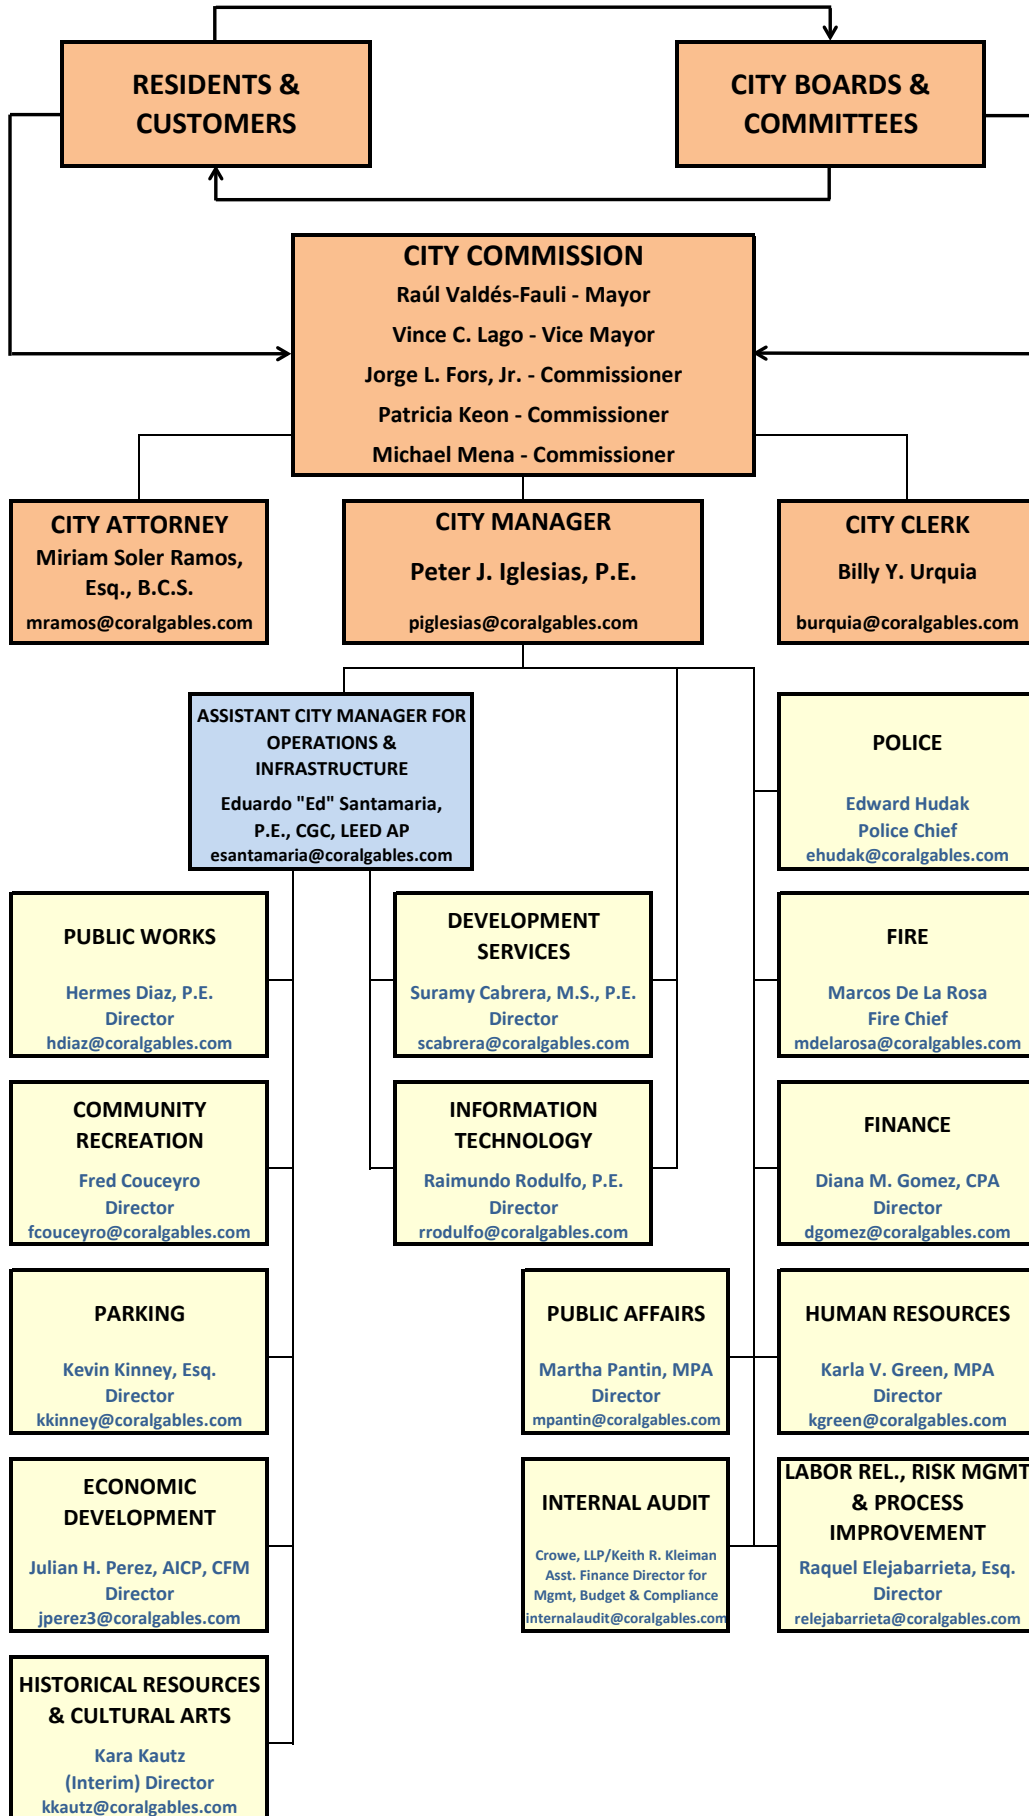 RESIDENTS &
CUSTOMERS
CITY BOARDS &
COMMITTEES
CITY COMMISSION
Raúl Valdés-Fauli - Mayor
Vince C. Lago - Vice Mayor
Jorge L. Fors, Jr. - Commissioner
Patricia Keon - Commissioner
Michael Mena - Commissioner
CITY ATTORNEY
Miriam Soler Ramos,
Esq., B.C.S.
mramos@coralgables.com
CITY MANAGER
Peter J. Iglesias, P.E.
piglesias@coralgables.com
CITY CLERK
Billy Y. Urquia
burquia@coralgables.com
ASSISTANT CITY MANAGER FOR
OPERATIONS &
INFRASTRUCTURE
Eduardo "Ed" Santamaria,
P.E., CGC, LEED AP
esantamaria@coralgables.com
POLICE
Edward Hudak
Police Chief
ehudak@coralgables.com
PUBLIC WORKS
Hermes Diaz, P.E.
Director
hdiaz@coralgables.com
DEVELOPMENT
SERVICES
Suramy Cabrera, M.S., P.E.
Director
scabrera@coralgables.com
FIRE
Marcos De La Rosa
Fire Chief
mdelarosa@coralgables.com
COMMUNITY
RECREATION
Fred Couceyro
Director
fcouceyro@coralgables.com
INFORMATION
TECHNOLOGY
Raimundo Rodulfo, P.E.
Director
rrodulfo@coralgables.com
FINANCE
Diana M. Gomez, CPA
Director
dgomez@coralgables.com
PARKING
Kevin Kinney, Esq.
Director
kkinney@coralgables.com
PUBLIC AFFAIRS
Martha Pantin, MPA
Director
mpantin@coralgables.com
HUMAN RESOURCES
Karla V. Green, MPA
Director
kgreen@coralgables.com
ECONOMIC
DEVELOPMENT
Julian H. Perez, AICP, CFM
Director
jperez3@coralgables.com
INTERNAL AUDIT
Crowe, LLP/Keith R. Kleiman
Asst. Finance Director for
Mgmt, Budget & Compliance
internalaudit@coralgables.com
LABOR REL., RISK MGMT
& PROCESS
IMPROVEMENT
Raquel Elejabarrieta, Esq.
Director
relejabarrieta@coralgables.com
HISTORICAL RESOURCES
& CULTURAL ARTS
Kara Kautz
(Interim) Director
kkautz@coralgables.com